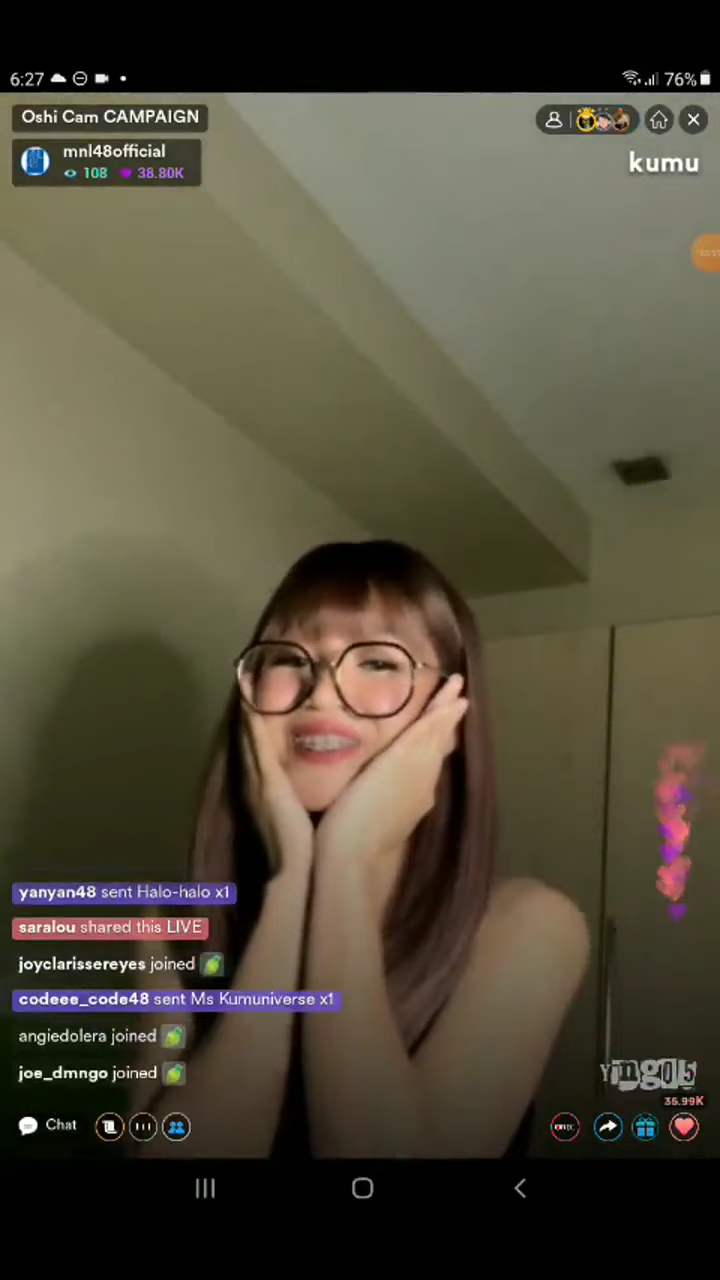 6:27
76%
Oshi Cam CAMPAIGN
mnl48official
108 38.80K
kumu
yanyan48 sent Halo-halo x1
saralou shared this LIVE
joyclarissereyes joined
codeee_code48 sent Ms Kumuniverse x1
angiedolera joined
joe_dmngo joined
Yingo5
35.99K
Chat